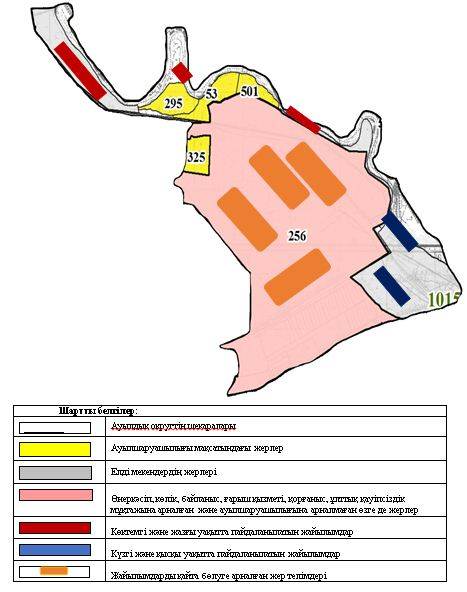 295
53
501
325
256
1015
Шартты белгілер:
Ауылдық округтің шекаралары
Ауылшаруашылығы мақсатындағы жерлер
Елді мекендердің жерлері
Өнеркәсіп, көлік, байланыс, ғарыш қызметі, қорғаныс, ұлттық қауіпсіздік
мұқтажына арналған және ауылшаруашылығына арналмаған өзге де жерлер
Көктемгі және жазғы уақытта пайдаланылатын жайылымдар
Күзгі және қысқы уақытта пайдаланылатын жайылымдар
Жайылымдарды қайта бөлуге арналған жер телімдері